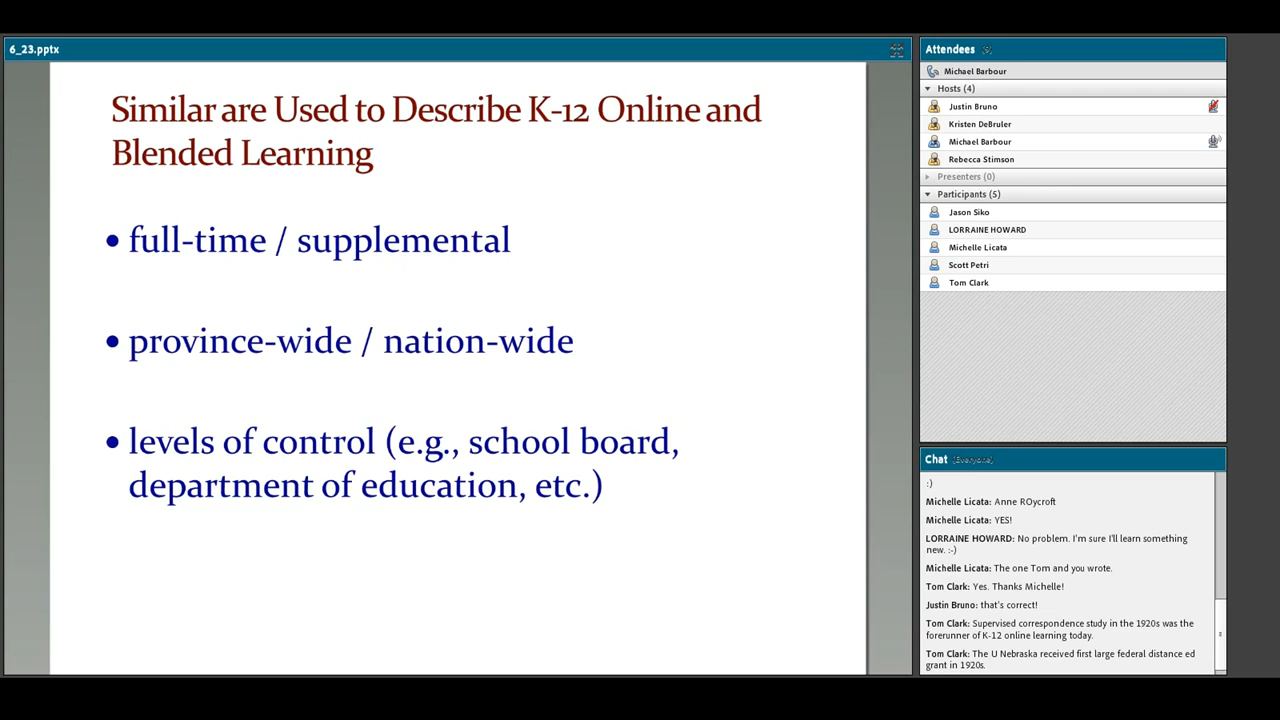 6_23.pptx
Similar are Used to Describe K-12 Online and
Blended Learning
• full-time / supplemental
• province-wide / nation-wide
• levels of control (e.g., school board,
department of education, etc.)
Attendees
Michael Barbour
Hosts (4)
Justin Bruno
Kristen DeBruler
Michael Barbour
Rebecca Stimson
Presenters (0)
Participants (5)
Jason Siko
LORRAINE HOWARD
Michelle Licata
Scott Petri
Tom Clark
Chat (Everyone)
:)
Michelle Licata: Anne ROycroft
Michelle Licata: YES!
LORRAINE HOWARD: No problem. I'm sure I'll learn something
new. :-)
Michelle Licata: The one Tom and you wrote.
Tom Clark: Yes. Thanks Michelle!
Justin Bruno: that's correct!
Tom Clark: Supervised correspondence study in the 1920s was the
forerunner of K-12 online learning today.
Tom Clark: The U Nebraska received first large federal distance ed
grant in 1920s.